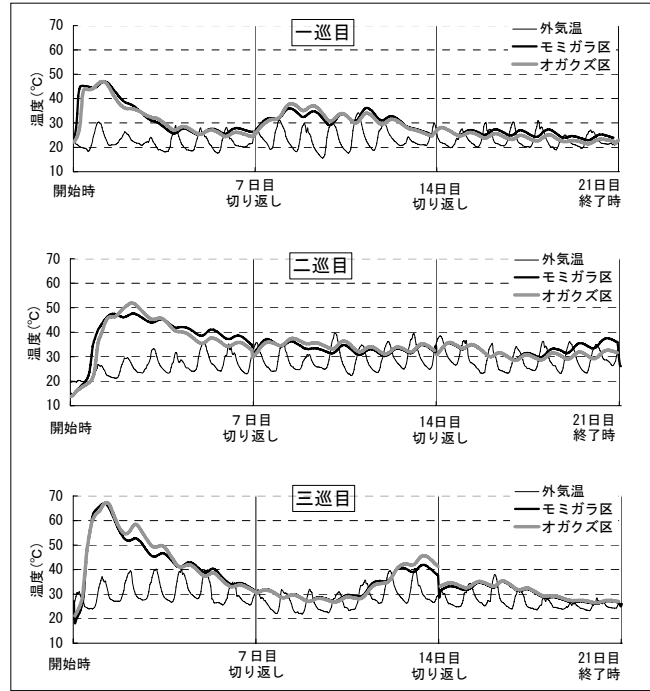 一巡目
外気温
モミガラ区
オガクズ区
温度(℃)
70
60
50
40
30
20
10
開始時
7日目
切り返し
14日目
切り返し
21日目
終了時
二巡目
外気温
モミガラ区
オガクズ区
温度(℃)
70
60
50
40
30
20
10
開始時
7日目
切り返し
14日目
切り返し
21日目
終了時
三巡目
外気温
モミガラ区
オガクズ区
温度(℃)
70
60
50
40
30
20
10
開始時
7日目
切り返し
14日目
切り返し
21日目
終了時